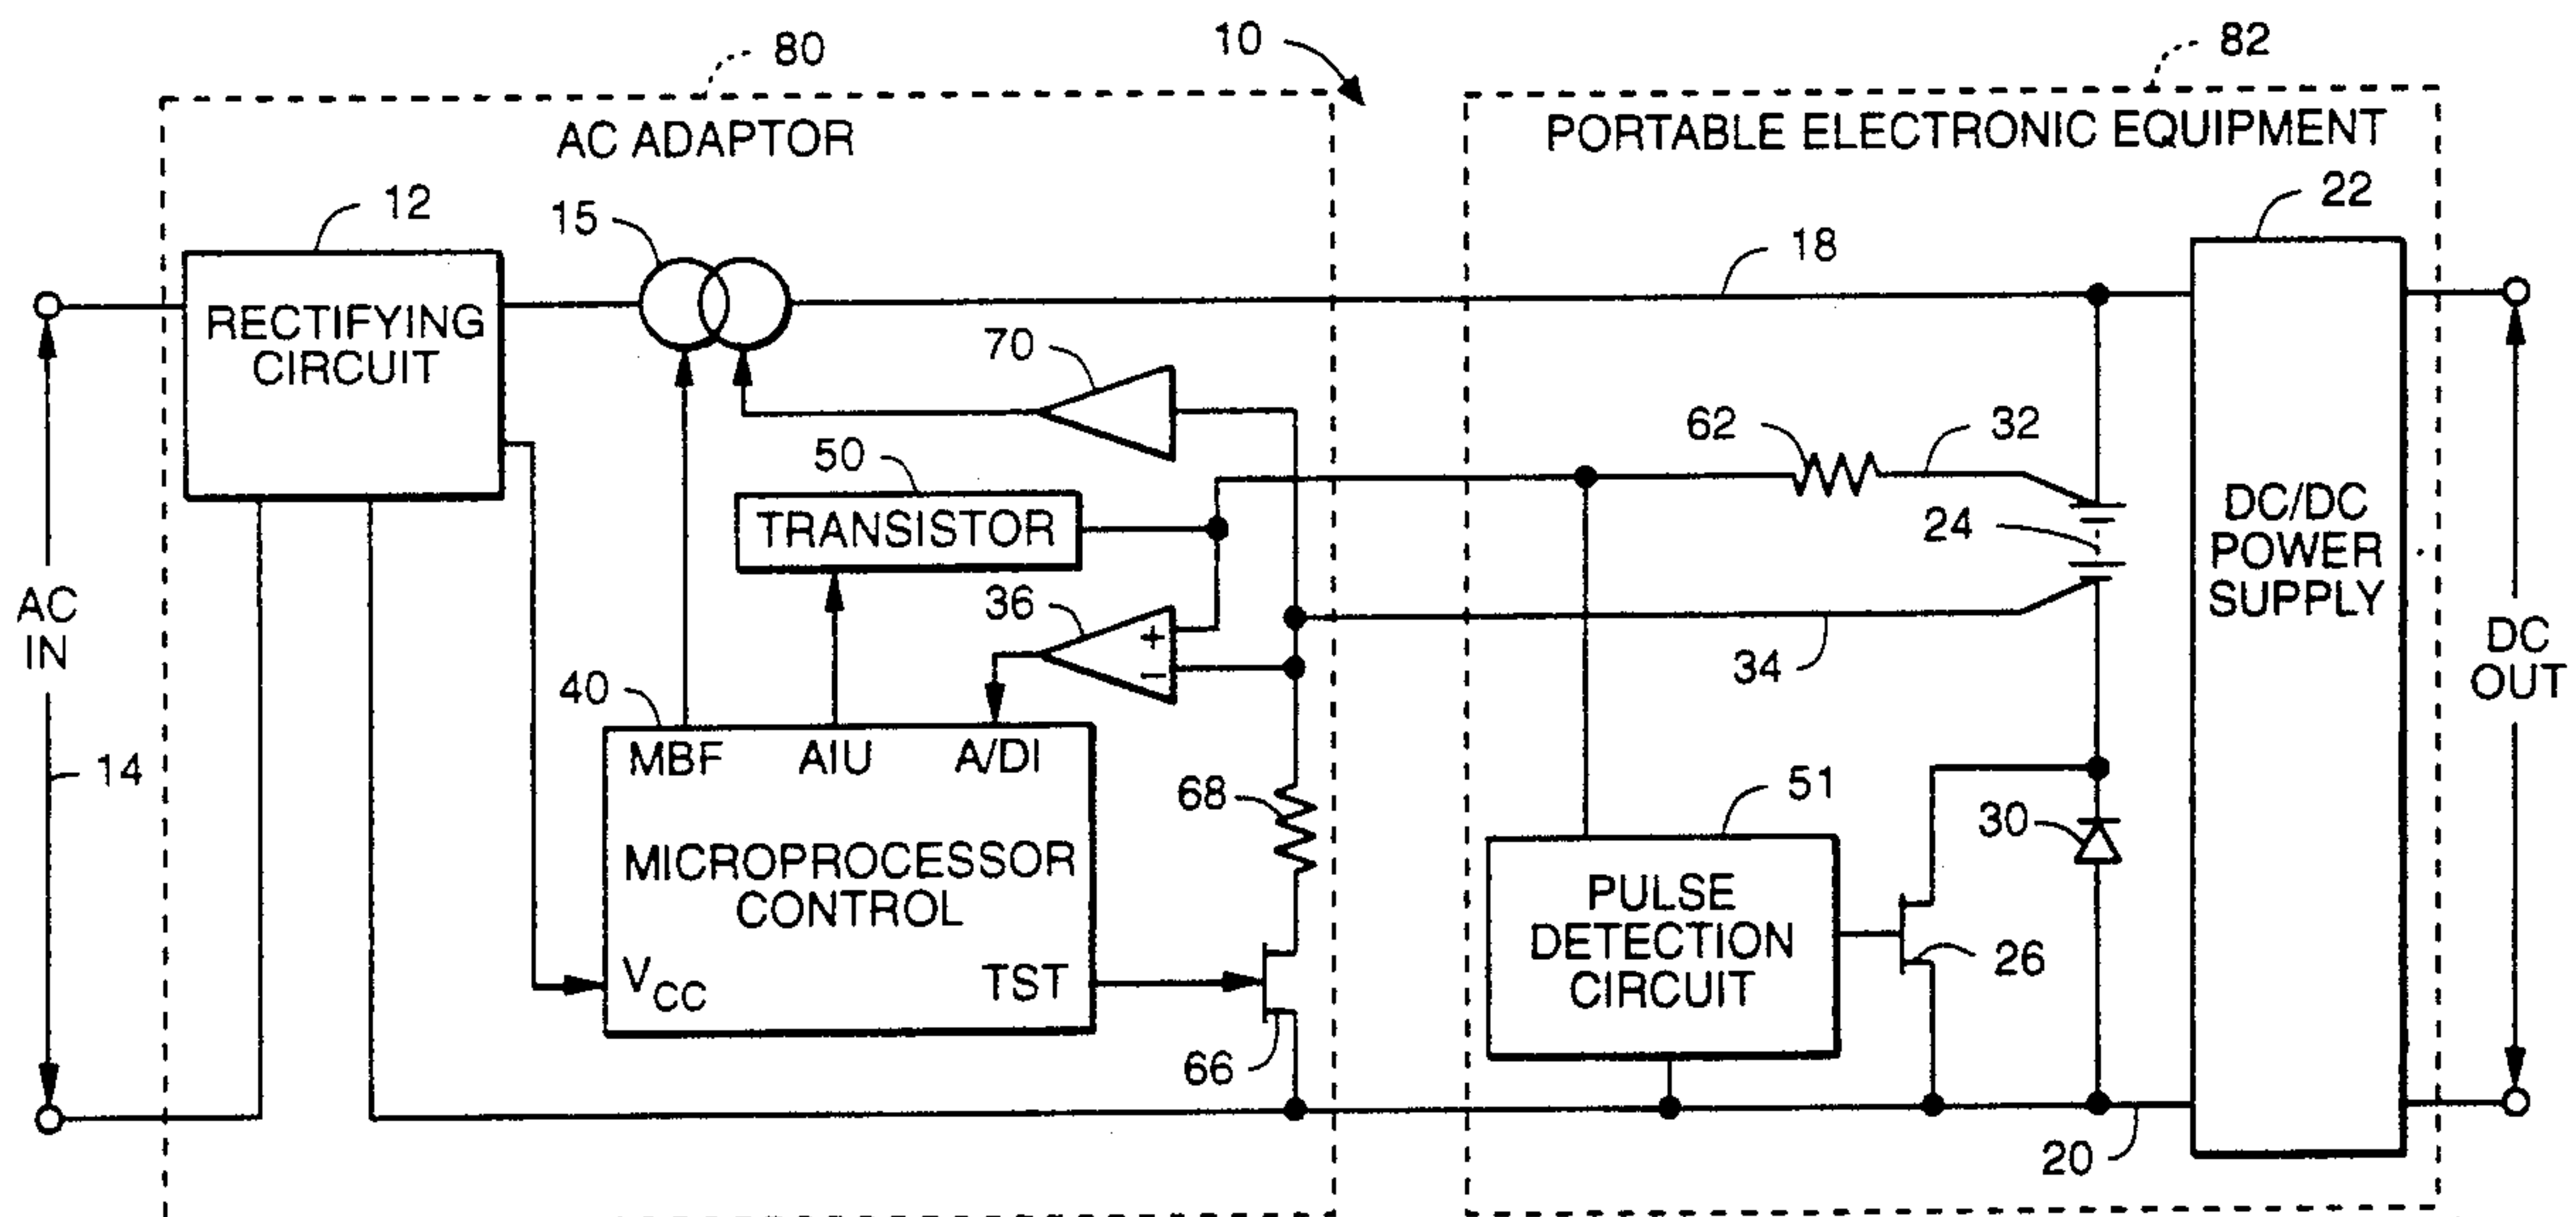 80
10
82
AC ADAPTOR
PORTABLE ELECTRONIC EQUIPMENT
12
15
18
22
RECTIFYING
CIRCUIT
70
62
32
50
TRANSISTOR
24
DC/DC
POWER
SUPPLY
AC
IN
36
+
−
34
DC
OUT
40
MBF AIU A/DI
14
68
51
30
MICROPROCESSOR
CONTROL
PULSE
DETECTION
CIRCUIT
26
VCC
TST
66
20